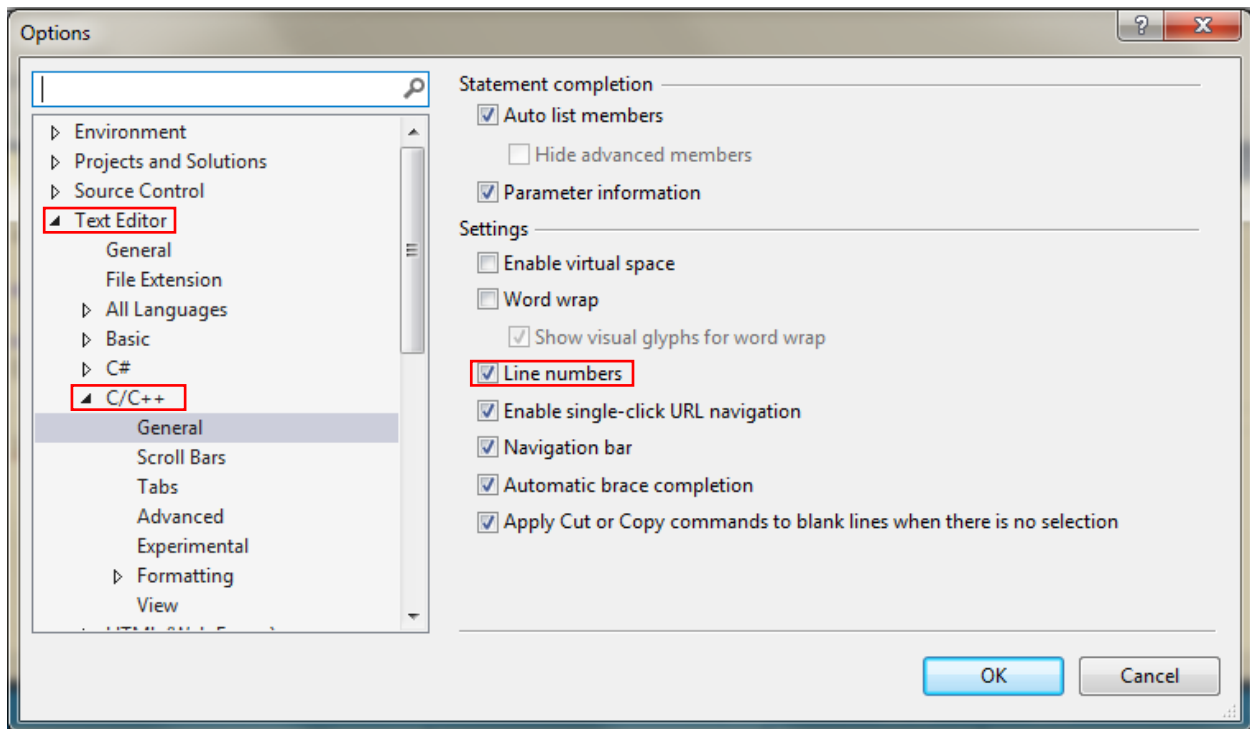 Options
Environment
Projects and Solutions
Source Control
Text Editor
General
File Extension
All Languages
Basic
C#
C/C++
General
Scroll Bars
Tabs
Advanced
Experimental
Formatting
View
Statement completion
Auto list members
Hide advanced members
Parameter information
Settings
Enable virtual space
Word wrap
Show visual glyphs for word wrap
Line numbers
Enable single-click URL navigation
Navigation bar
Automatic brace completion
Apply Cut or Copy commands to blank lines when there is no selection
OK
Cancel